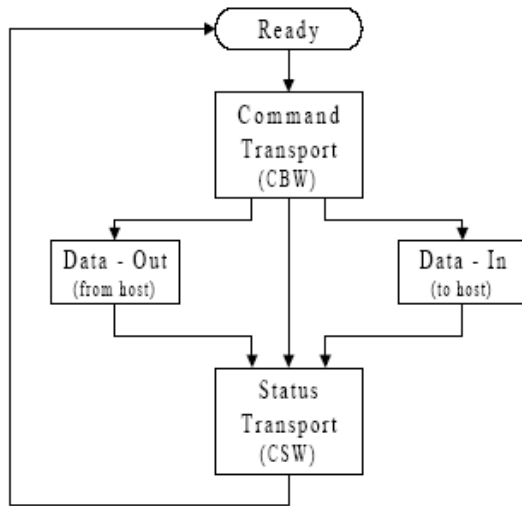 Ready
Command
Transport
(CBW)
Data - Out
(from host)
Data - In
(to host)
Status
Transport
(CSW)